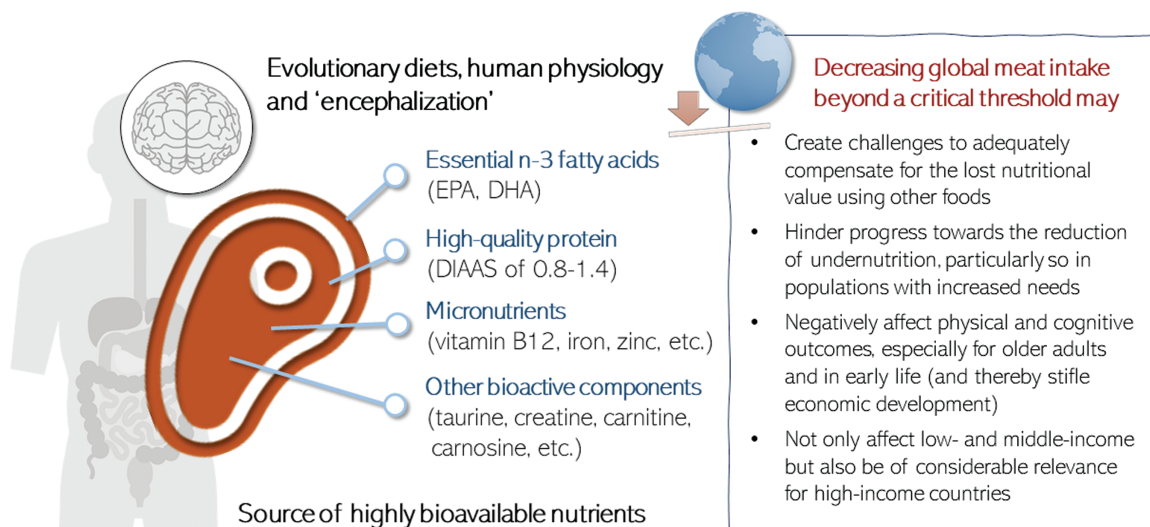 Evolutionary diets, human physiology
and ‘encephalization’
Essential n-3 fatty acids
(EPA, DHA)
High-quality protein
(DIAAS of 0.8-1.4)
Micronutrients
(vitamin B12, iron, zinc, etc.)
Other bioactive components
(taurine, creatine, carnitine,
carnosine, etc.)
Source of highly bioavailable nutrients
Decreasing global meat intake
beyond a critical threshold may
• Create challenges to adequately
compensate for the lost nutritional
value using other foods
• Hinder progress towards the reduction
of undernutrition, particularly so in
populations with increased needs
• Negatively affect physical and cognitive
outcomes, especially for older adults
and in early life (and thereby stifle
economic development)
• Not only affect low- and middle-income
but also be of considerable relevance
for high-income countries